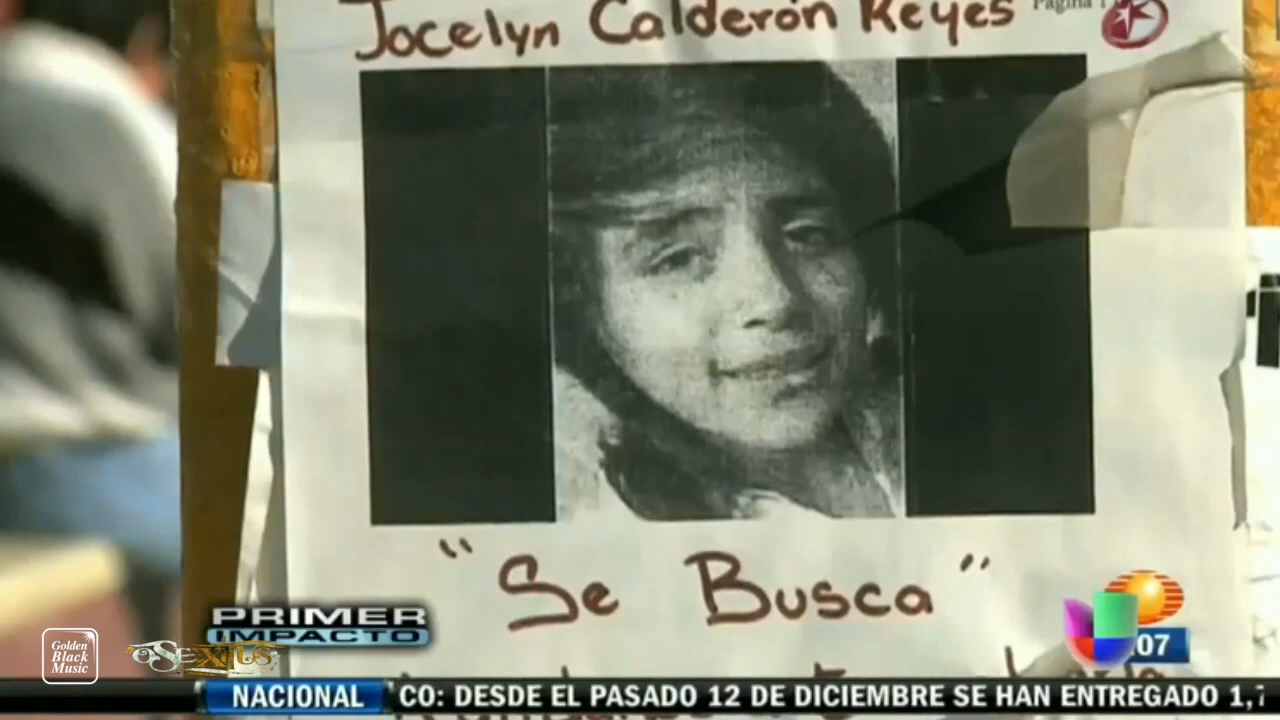 Jocelyn Calderón Reyes
Página 1
"Se Busca"
PRIMER
IMPACTO
Golden
Black
Music
SEXTUS
:07
NACIONAL
CO: DESDE EL PASADO 12 DE DICIEMBRE SE HAN ENTREGADO 1,7